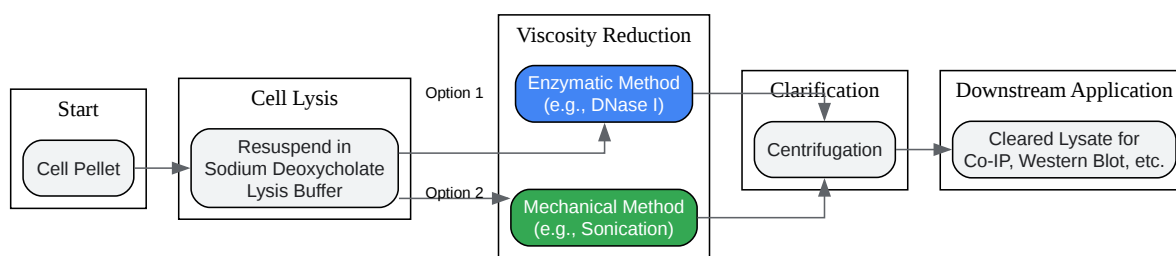 Start
Cell Pellet
Cell Lysis
Resuspend in
Sodium Deoxycholate
Lysis Buffer
Option 1
Option 2
Viscosity Reduction
Enzymatic Method
(e.g., DNase I)
Mechanical Method
(e.g., Sonication)
Clarification
Centrifugation
Downstream Application
Cleared Lysate for
Co-IP, Western Blot, etc.